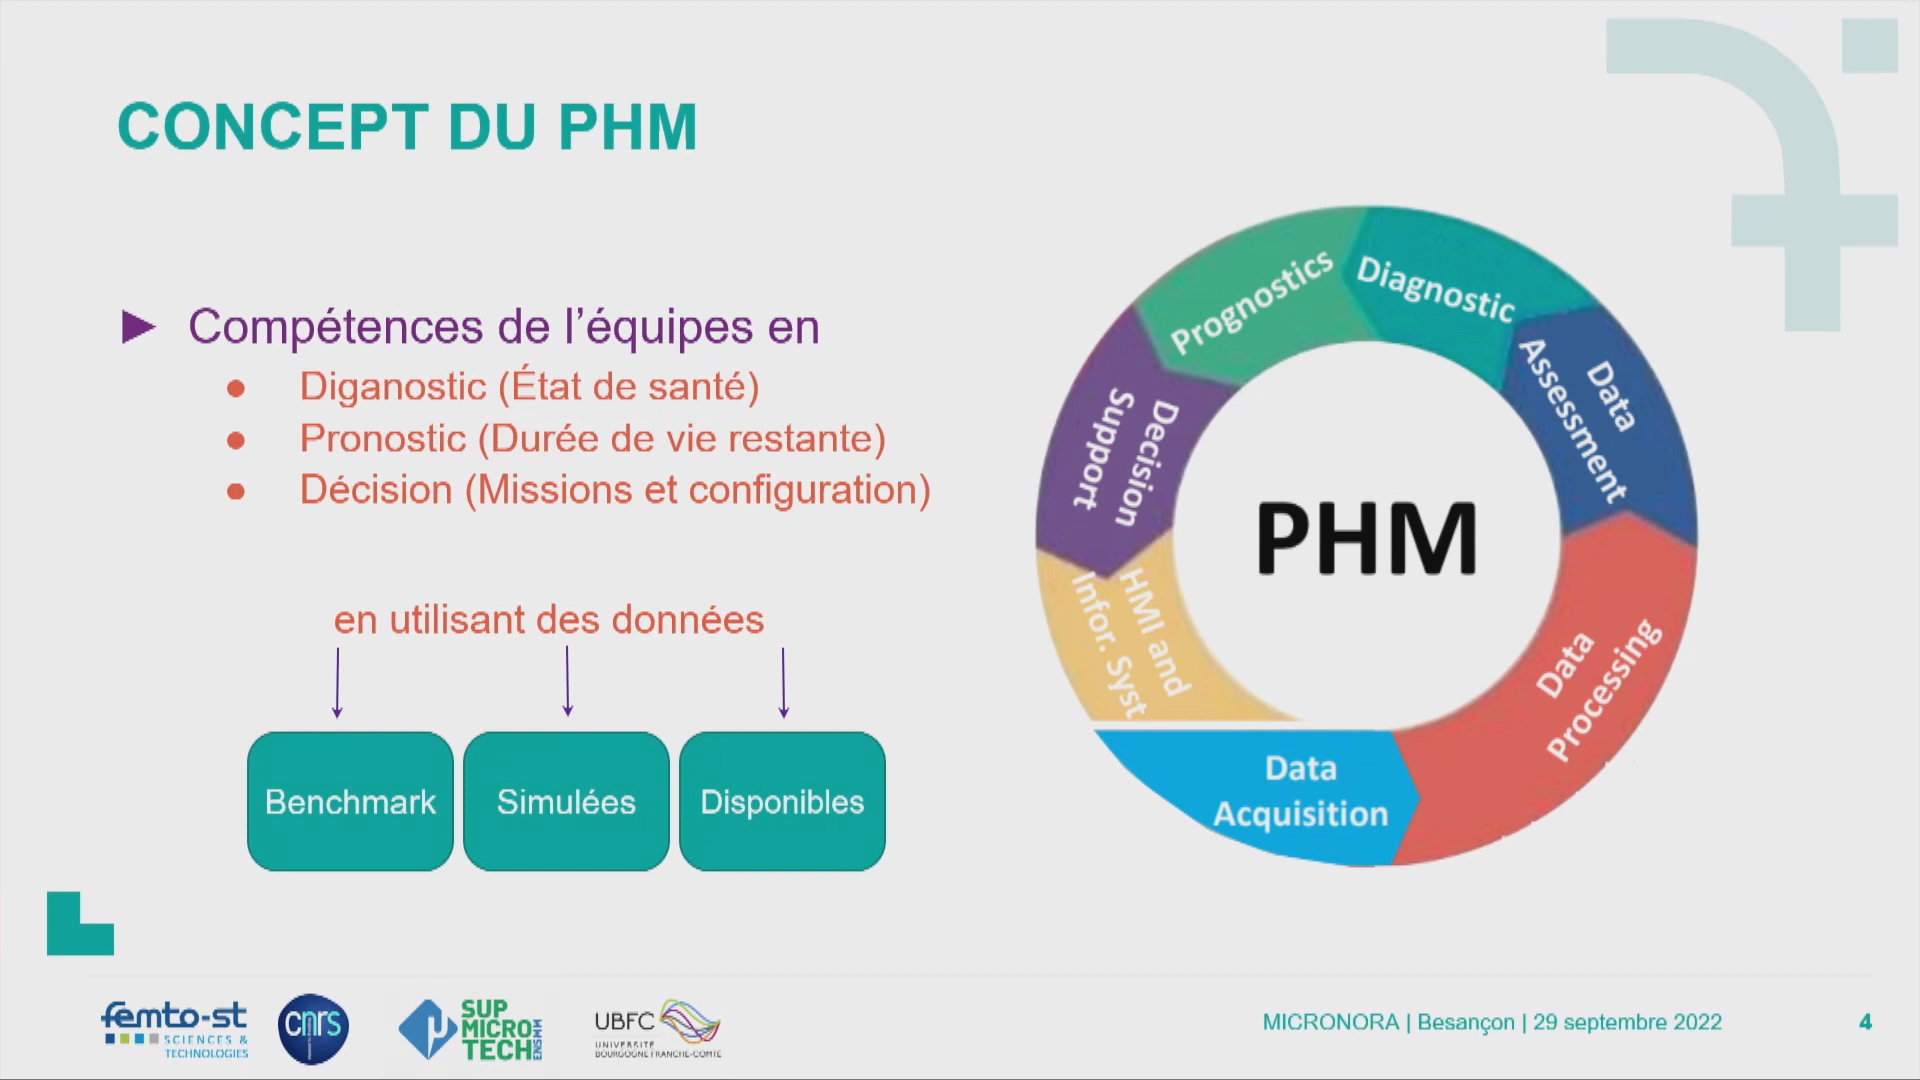 CONCEPT DU PHM
► Compétences de l'équipes en
● Diganostic (État de santé)
● Pronostic (Durée de vie restante)
● Décision (Missions et configuration)
en utilisant des données
Benchmark
Simulées
Disponibles
Prognostics
Diagnostic
Data
Assessment
Data
Processing
Data
Acquisition
HMI and
Infor. Syst
Decision
Support
PHM
femto-st
SCIENCES &
TECHNOLOGIES
cnrs
µ
SUP
MICRO
TECH
ENSMM
UBFC
UNIVERSITÉ
BOURGOGNE FRANCHE-COMTÉ
MICRONORA | Besançon | 29 septembre 2022
4